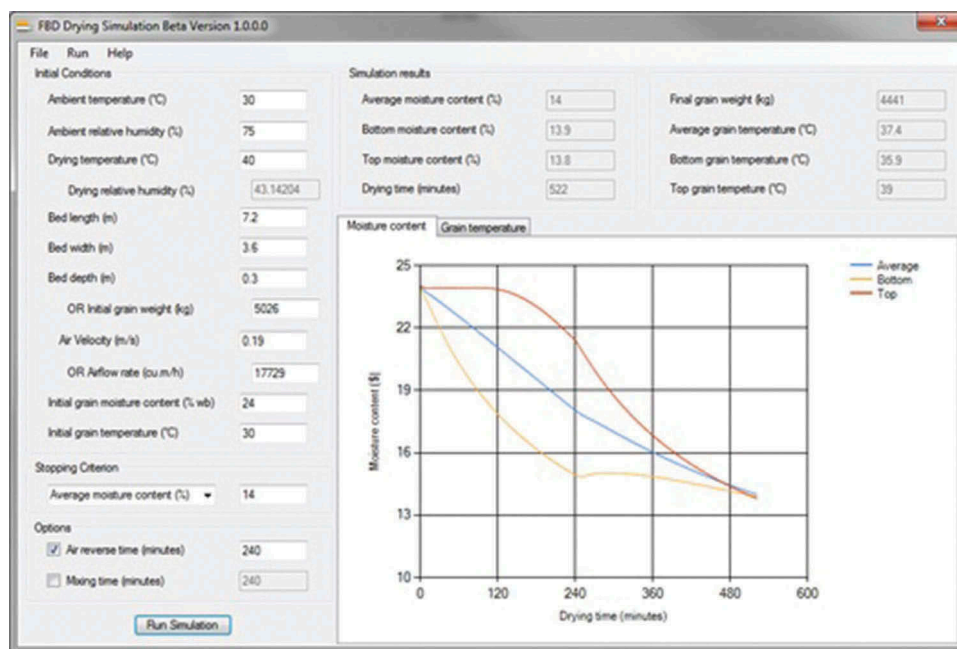 FBD Drying Simulation Beta Version 1.0.0.0
File Run Help
Initial Conditions
Ambient temperature (°C) 30
Ambient relative humidity (%) 75
Drying temperature (°C) 40
Drying relative humidity (%) 43.14204
Bed length (m) 7.2
Bed width (m) 3.6
Bed depth (m) 0.3
OR Initial grain weight (kg) 5026
Air Velocity (m/s) 0.19
OR Airflow rate (cu.m/h) 17729
Initial grain moisture content (% wb) 24
Initial grain temperature (°C) 30
Stopping Criterion
Average moisture content (%) 14
Options
Air reverse time (minutes) 240
Mixing time (minutes) 240
Run Simulation
Simulation results
Average moisture content (%) 14
Bottom moisture content (%) 13.9
Top moisture content (%) 13.8
Drying time (minutes) 522
Final grain weight (kg) 4441
Average grain temperature (°C) 37.4
Bottom grain temperature (°C) 35.9
Top grain tempeture (°C) 39
Moisture content Grain temperature
Moisture content ($)
25
22
19
16
13
10
0 120 240 360 480 600
Drying time (minutes)
Average
Bottom
Top